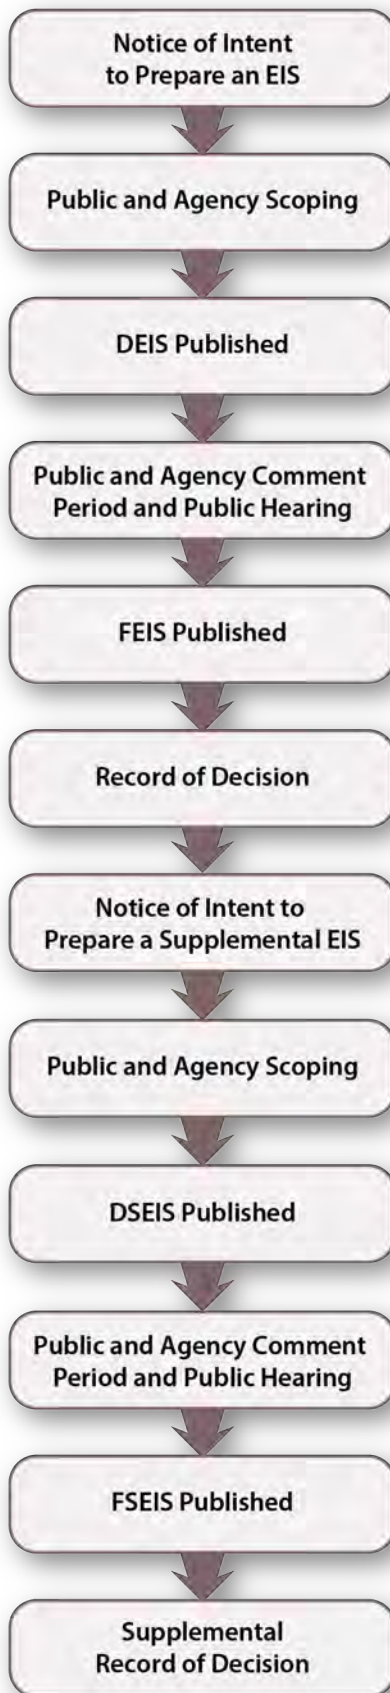 Notice of Intent
to Prepare an EIS
Public and Agency Scoping
DEIS Published
Public and Agency Comment
Period and Public Hearing
FEIS Published
Record of Decision
Notice of Intent to
Prepare a Supplemental EIS
Public and Agency Scoping
DSEIS Published
Public and Agency Comment
Period and Public Hearing
FSEIS Published
Supplemental
Record of Decision